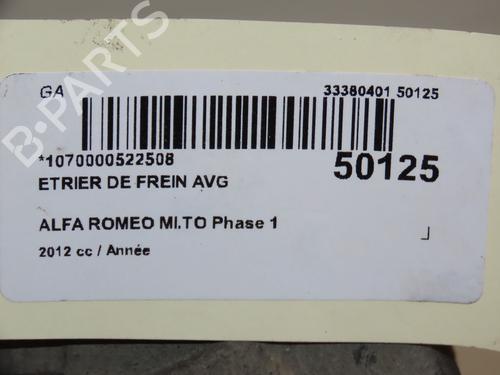 GA 33380401 50125
*1070000522508 50125
ETRIER DE FREIN AVG
ALFA ROMEO MI.TO Phase 1
2012 cc / Année
B-PARTS